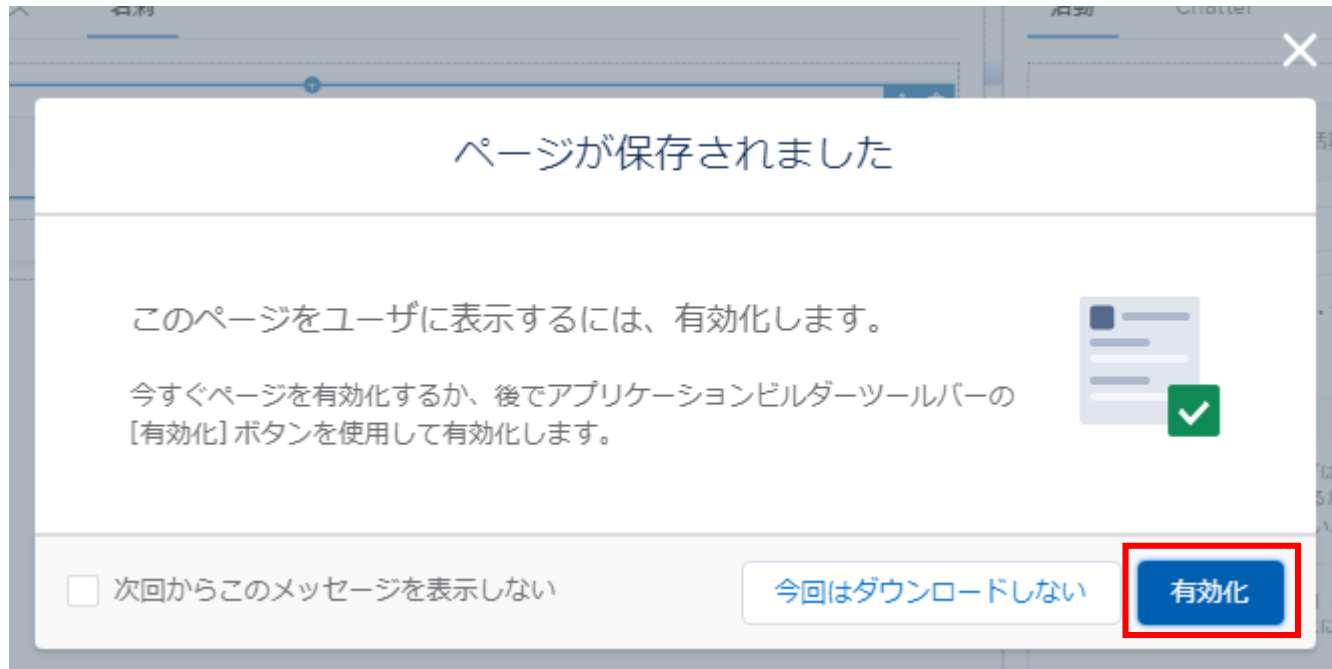 名刺
活動 Chatter
ページが保存されました
このページをユーザに表示するには、有効化します。
今すぐページを有効化するか、後でアプリケーションビルダーツールバーの
[有効化] ボタンを使用して有効化します。
次回からこのメッセージを表示しない
今回はダウンロードしない
有効化